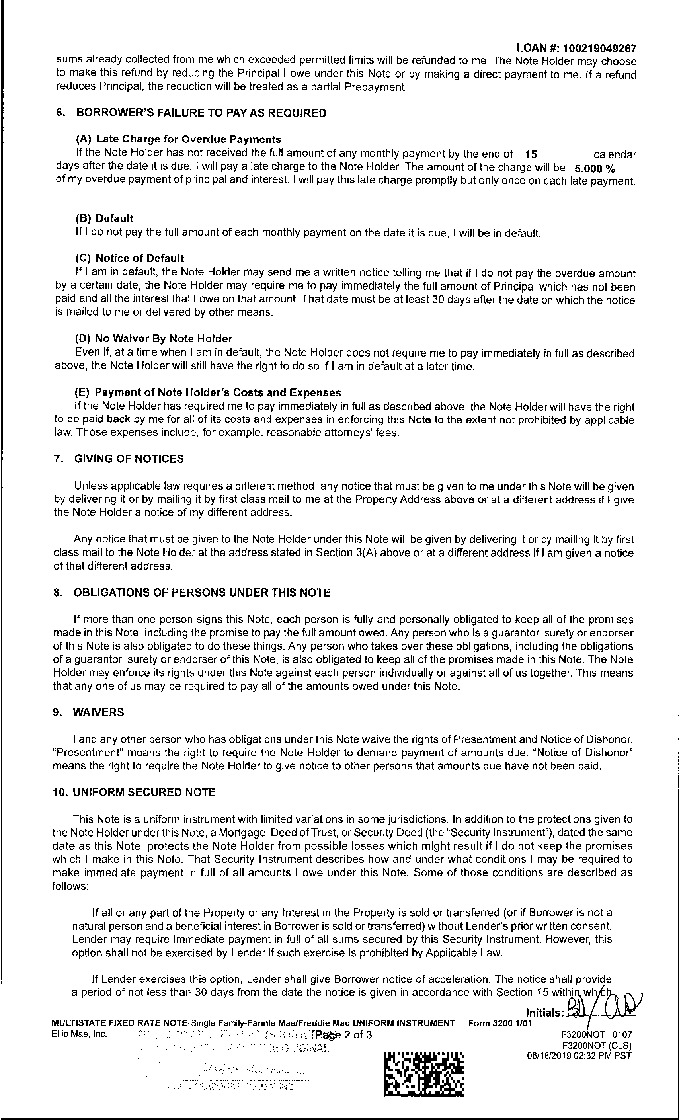 LOAN #: 100219049267
sums already collected from me which exceeded permitted limits will be refunded to me. The Note Holder may choose
to make this refund by reducing the Principal I owe under this Note or by making a direct payment to me. If a refund
reduces Principal, the reduction will be treated as a partial Prepayment.
6. BORROWER'S FAILURE TO PAY AS REQUIRED
(A) Late Charge for Overdue Payments
If the Note Holder has not received the full amount of any monthly payment by the end of 15 calendar
days after the date it is due, I will pay a late charge to the Note Holder. The amount of the charge will be 5.000 %
of my overdue payment of principal and interest. I will pay this late charge promptly but only once on each late payment.
(B) Default
If I do not pay the full amount of each monthly payment on the date it is due, I will be in default.
(C) Notice of Default
If I am in default, the Note Holder may send me a written notice telling me that if I do not pay the overdue amount
by a certain date, the Note Holder may require me to pay immediately the full amount of Principal which has not been
paid and all the interest that I owe on that amount. That date must be at least 30 days after the date on which the notice
is mailed to me or delivered by other means.
(D) No Waiver By Note Holder
Even if, at a time when I am in default, the Note Holder does not require me to pay immediately in full as described
above, the Note Holder will still have the right to do so if I am in default at a later time.
(E) Payment of Note Holder's Costs and Expenses
If the Note Holder has required me to pay immediately in full as described above, the Note Holder will have the right
to be paid back by me for all of its costs and expenses in enforcing this Note to the extent not prohibited by applicable
law. Those expenses include, for example, reasonable attorneys' fees.
7. GIVING OF NOTICES
Unless applicable law requires a different method, any notice that must be given to me under this Note will be given
by delivering it or by mailing it by first class mail to me at the Property Address above or at a different address if I give
the Note Holder a notice of my different address.
Any notice that must be given to the Note Holder under this Note will be given by delivering it or by mailing it by first
class mail to the Note Holder at the address stated in Section 3(A) above or at a different address if I am given a notice
of that different address.
8. OBLIGATIONS OF PERSONS UNDER THIS NOTE
If more than one person signs this Note, each person is fully and personally obligated to keep all of the promises
made in this Note, including the promise to pay the full amount owed. Any person who is a guarantor, surety or endorser
of this Note is also obligated to do these things. Any person who takes over these obligations, including the obligations
of a guarantor, surety or endorser of this Note, is also obligated to keep all of the promises made in this Note. The Note
Holder may enforce its rights under this Note against each person individually or against all of us together. This means
that any one of us may be required to pay all of the amounts owed under this Note.
9. WAIVERS
I and any other person who has obligations under this Note waive the rights of Presentment and Notice of Dishonor.
"Presentment" means the right to require the Note Holder to demand payment of amounts due. "Notice of Dishonor"
means the right to require the Note Holder to give notice to other persons that amounts due have not been paid.
10. UNIFORM SECURED NOTE
This Note is a uniform instrument with limited variations in some jurisdictions. In addition to the protections given to
the Note Holder under this Note, a Mortgage, Deed of Trust, or Security Deed (the "Security Instrument"), dated the same
date as this Note, protects the Note Holder from possible losses which might result if I do not keep the promises
which I make in this Note. That Security Instrument describes how and under what conditions I may be required to
make immediate payment in full of all amounts I owe under this Note. Some of those conditions are described as
follows:
If all or any part of the Property or any Interest in the Property is sold or transferred (or if Borrower is not a
natural person and a beneficial interest in Borrower is sold or transferred) without Lender's prior written consent,
Lender may require immediate payment in full of all sums secured by this Security Instrument. However, this
option shall not be exercised by Lender if such exercise is prohibited by Applicable Law.
If Lender exercises this option, Lender shall give Borrower notice of acceleration. The notice shall provide
a period of not less than 30 days from the date the notice is given in accordance with Section 15 within which
Initials:
MULTISTATE FIXED RATE NOTE-Single Family-Fannie Mae/Freddie Mac UNIFORM INSTRUMENT Form 3200 1/01
Ellie Mae, Inc. Page 2 of 3 F3200NOT 0107
F3200NOT (CLS)
08/16/2019 02:32 PM PST